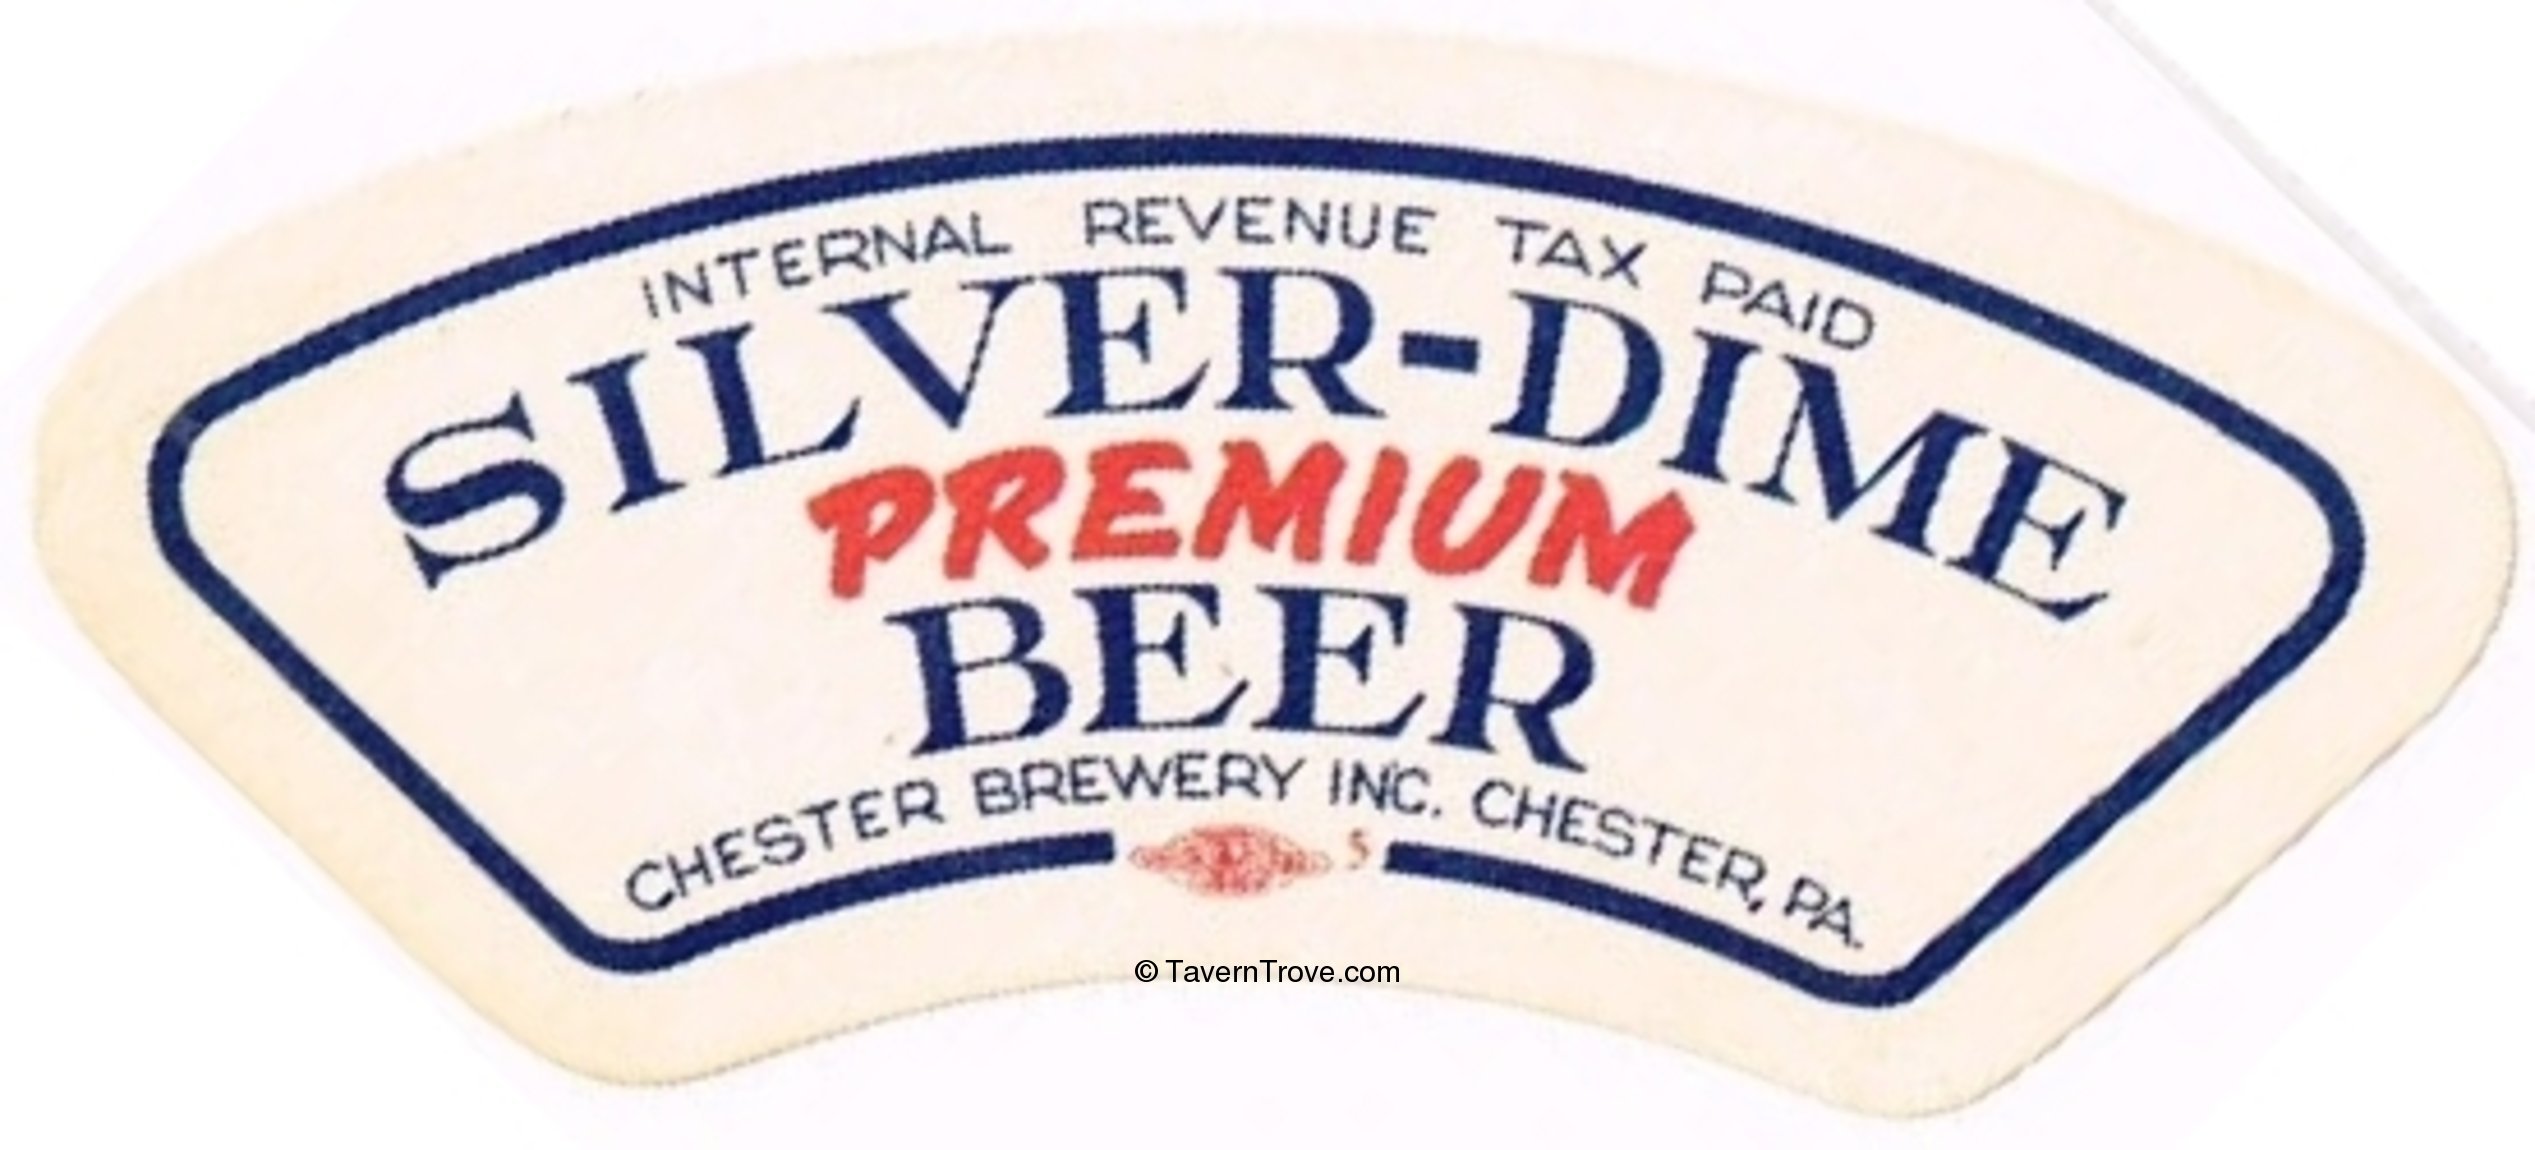 INTERNAL REVENUE TAX PAID
SILVER-DIME
PREMIUM
BEER
CHESTER BREWERY INC. CHESTER, PA.
5
© TavernTrove.com